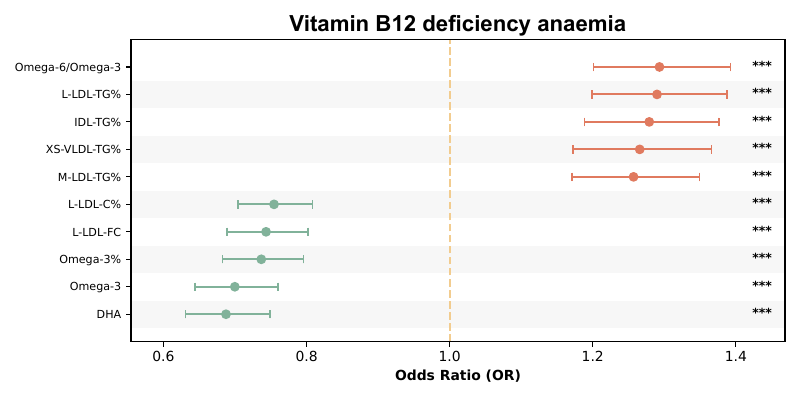 Vitamin B12 deficiency anaemia
Omega-6/Omega-3 ***
L-LDL-TG% ***
IDL-TG% ***
XS-VLDL-TG% ***
M-LDL-TG% ***
L-LDL-C% ***
L-LDL-FC ***
Omega-3% ***
Omega-3 ***
DHA ***
0.6 0.8 1.0 1.2 1.4
Odds Ratio (OR)